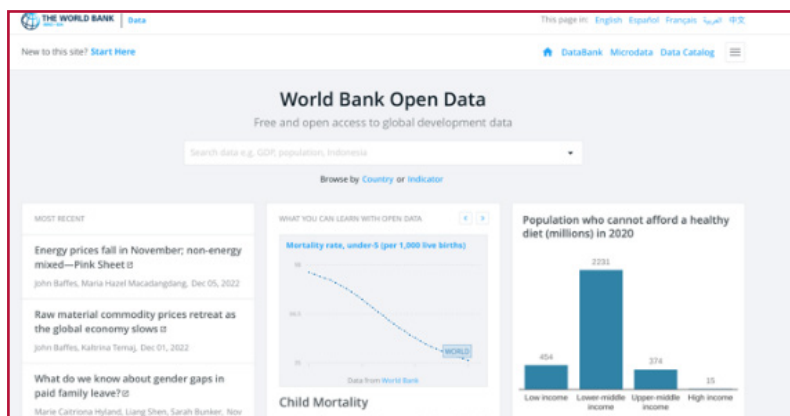 THE WORLD BANK
IBRD • IDA
Data
This page in: English Español Français العربية 中文
New to this site? Start Here
DataBank Microdata Data Catalog
World Bank Open Data
Free and open access to global development data
Search data e.g. GDP, population, Indonesia
Browse by Country or Indicator
MOST RECENT
Energy prices fall in November; non-energy
mixed—Pink Sheet
John Baffes, Maria Hazel Macadangdang, Dec 05, 2022
Raw material commodity prices retreat as
the global economy slows
John Baffes, Kaltrina Temaj, Dec 01, 2022
What do we know about gender gaps in
paid family leave?
Marie Caitriona Hyland, Liang Shen, Sarah Bunker, Nov
WHAT YOU CAN LEARN WITH OPEN DATA
Mortality rate, under-5 (per 1,000 live births)
WORLD
Data from World Bank
Child Mortality
Population who cannot afford a healthy
diet (millions) in 2020
2231
454
374
15
Low income
Lower-middle
income
Upper-middle
income
High income